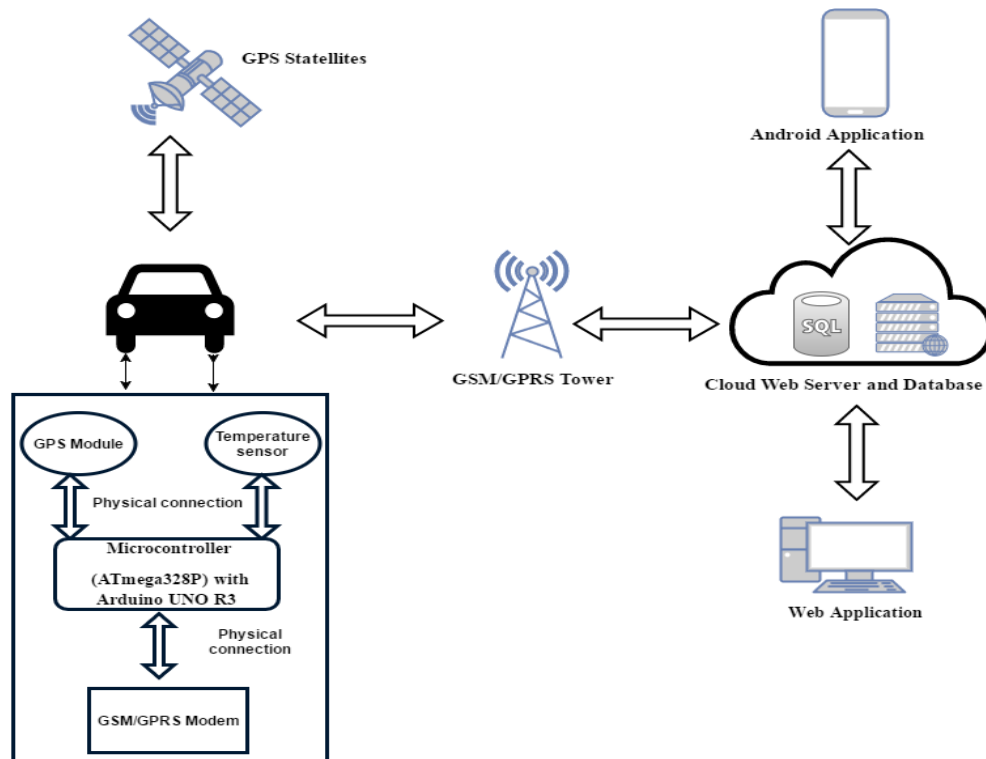 GPS Statellites
Android Application
SQL
GSM/GPRS Tower
Cloud Web Server and Database
GPS Module
Temperature
sensor
Physical connection
Microcontroller
(ATmega328P) with
Arduino UNO R3
Physical
connection
GSM/GPRS Modem
Web Application